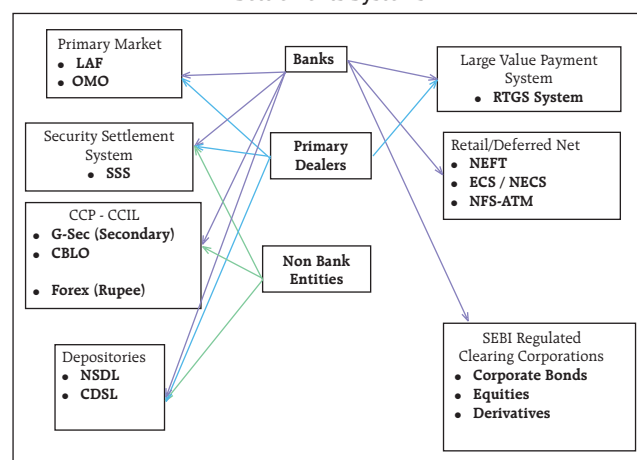 Primary Market
● LAF
● OMO
Banks
Large Value Payment
System
● RTGS System
Security Settlement
System
● SSS
Primary
Dealers
Retail/Deferred Net
● NEFT
● ECS / NECS
● NFS-ATM
CCP - CCIL
● G-Sec (Secondary)
● CBLO
● Forex (Rupee)
Non Bank
Entities
Depositories
● NSDL
● CDSL
SEBI Regulated
Clearing Corporations
● Corporate Bonds
● Equities
● Derivatives